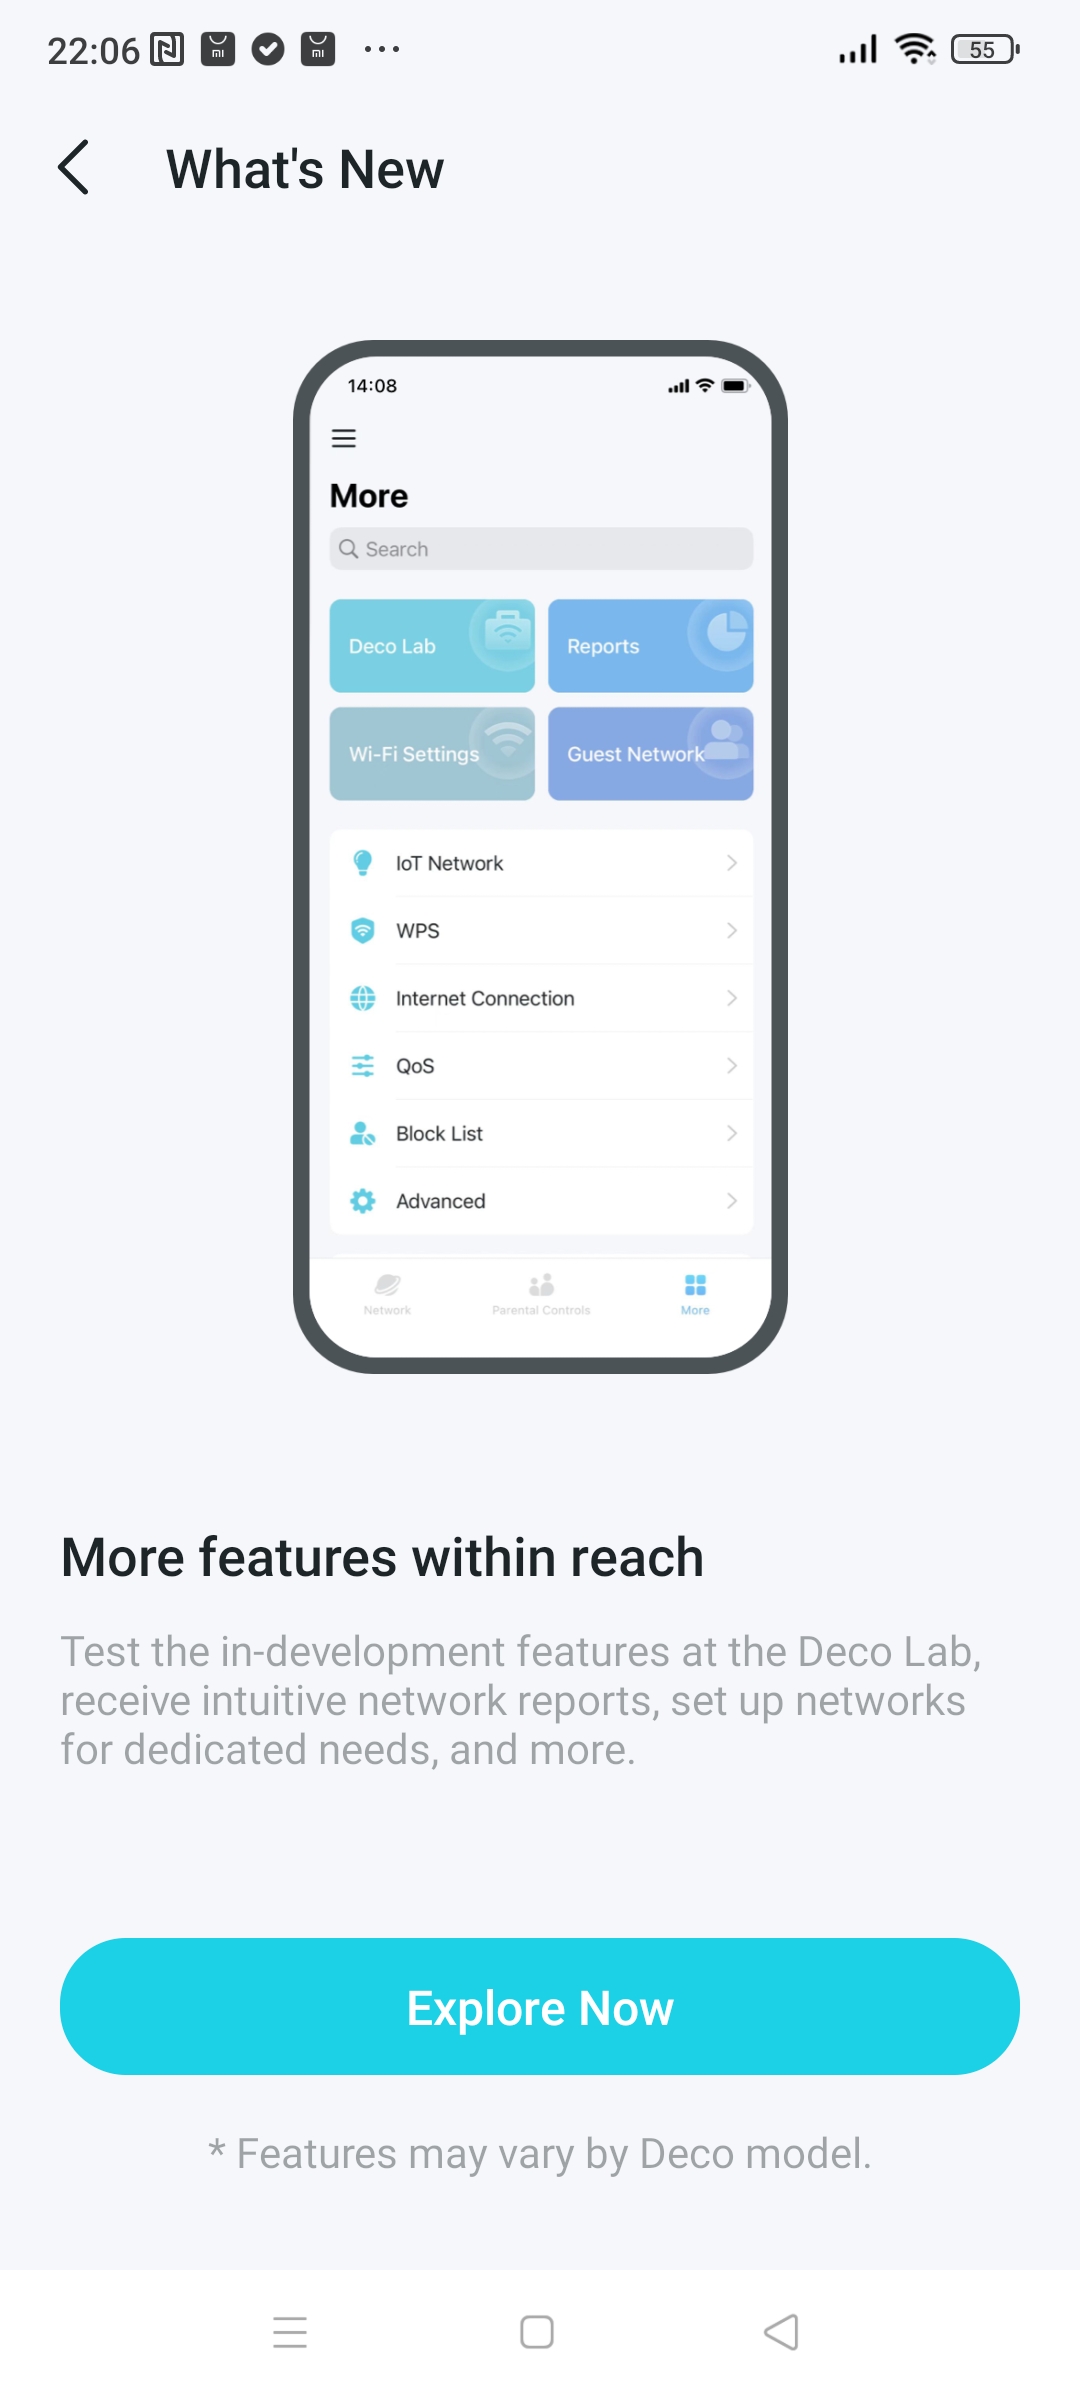 22:06
55
What's New
14:08
More
Search
Deco Lab
Reports
Wi-Fi Settings
Guest Network
IoT Network
WPS
Internet Connection
QoS
Block List
Advanced
Network
Parental Controls
More
More features within reach
Test the in-development features at the Deco Lab,
receive intuitive network reports, set up networks
for dedicated needs, and more.
Explore Now
* Features may vary by Deco model.